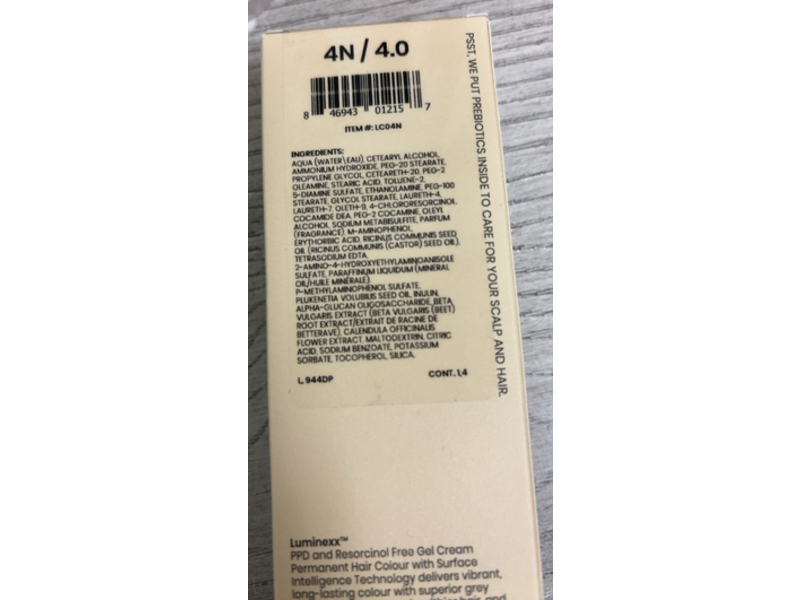 4N / 4.0
8 46943 01215 7
ITEM #: LC04N
INGREDIENTS:
AQUA (WATER\EAU), CETEARYL ALCOHOL,
AMMONIUM HYDROXIDE, PEG-20 STEARATE,
PROPYLENE GLYCOL, CETEARETH-20, PEG-2
OLEAMINE, STEARIC ACID, TOLUENE-2,
5-DIAMINE SULFATE, ETHANOLAMINE, PEG-100
STEARATE, GLYCOL STEARATE, LAURETH-4,
LAURETH-7, OLETH-9, 4-CHLORORESORCINOL,
COCAMIDE DEA, PEG-2 COCAMINE, OLEYL
ALCOHOL, SODIUM METABISULFITE, PARFUM
(FRAGRANCE), M-AMINOPHENOL,
ERYTHORBIC ACID, RICINUS COMMUNIS SEED
OIL (RICINUS COMMUNIS (CASTOR) SEED OIL),
TETRASODIUM EDTA,
2-AMINO-4-HYDROXYETHYLAMINOANISOLE
SULFATE, PARAFFINUM LIQUIDUM (MINERAL
OIL/HUILE MINÉRALE),
P-METHYLAMINOPHENOL SULFATE,
PLUKENETIA VOLUBILIS SEED OIL, INULIN,
ALPHA-GLUCAN OLIGOSACCHARIDE, BETA
VULGARIS EXTRACT (BETA VULGARIS (BEET)
ROOT EXTRACT/EXTRAIT DE RACINE DE
BETTERAVE), CALENDULA OFFICINALIS
FLOWER EXTRACT, MALTODEXTRIN, CITRIC
ACID, SODIUM BENZOATE, POTASSIUM
SORBATE, TOCOPHEROL, SILICA.
L. 944DP CONT. 1,4
PSST, WE PUT PREBIOTICS INSIDE TO CARE FOR YOUR SCALP AND HAIR.
Luminexx™
PPD and Resorcinol Free Gel Cream
Permanent Hair Colour with Surface
Intelligence Technology delivers vibrant,
long-lasting colour with superior grey